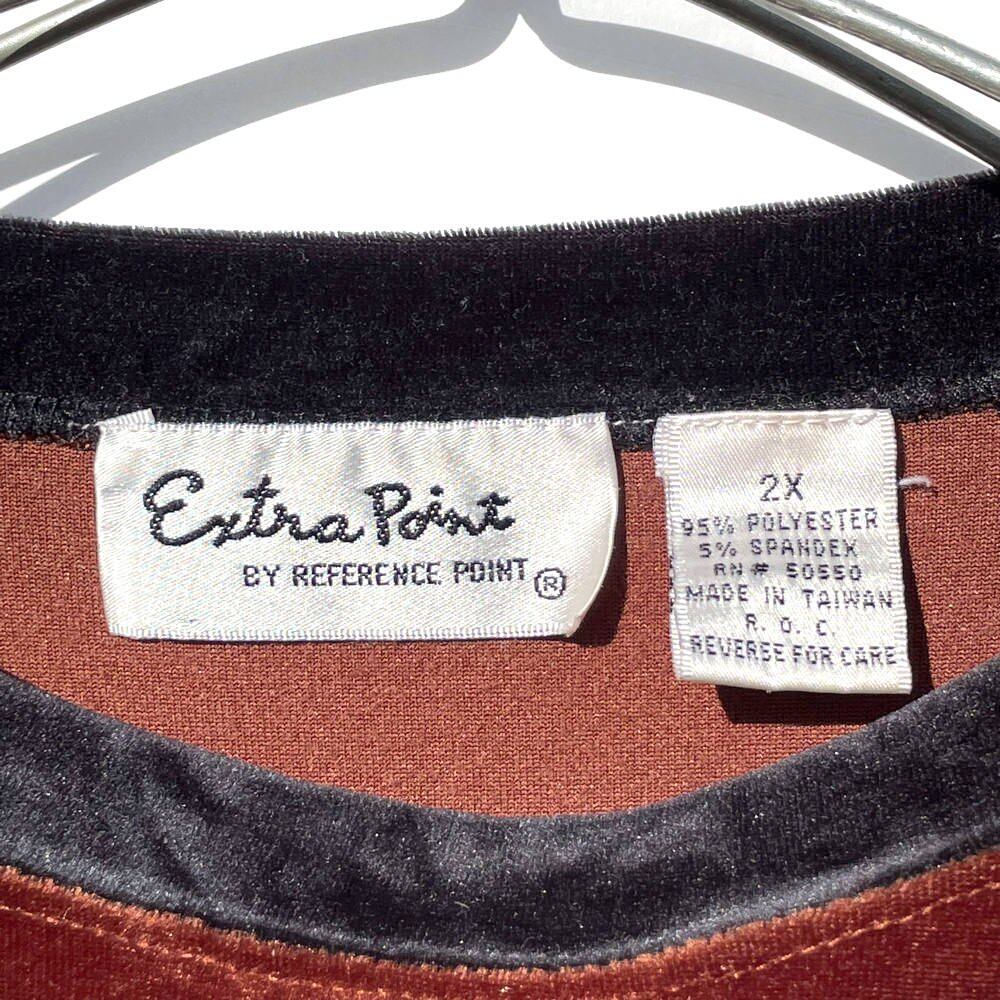 Extra Point
BY REFERENCE POINT ®
2X
95% POLYESTER
5% SPANDEX
RN# 50550
MADE IN TAIWAN
R. O. C.
REVERSE FOR CARE